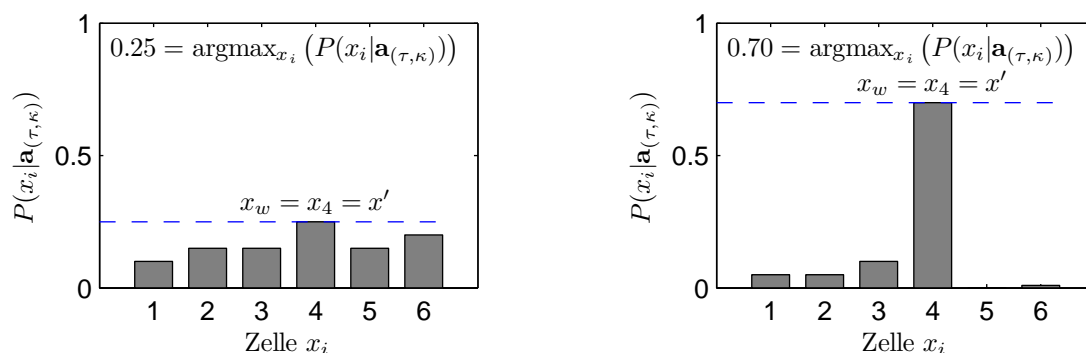 1
0.25 = argmax_{x_i} (P(x_i|a_{(τ,κ)}))
x_w = x_4 = x′
0.5
0
P(x_i|a_{(τ,κ)})
1 2 3 4 5 6
Zelle x_i
1
0.70 = argmax_{x_i} (P(x_i|a_{(τ,κ)}))
x_w = x_4 = x′
0.5
0
P(x_i|a_{(τ,κ)})
1 2 3 4 5 6
Zelle x_i